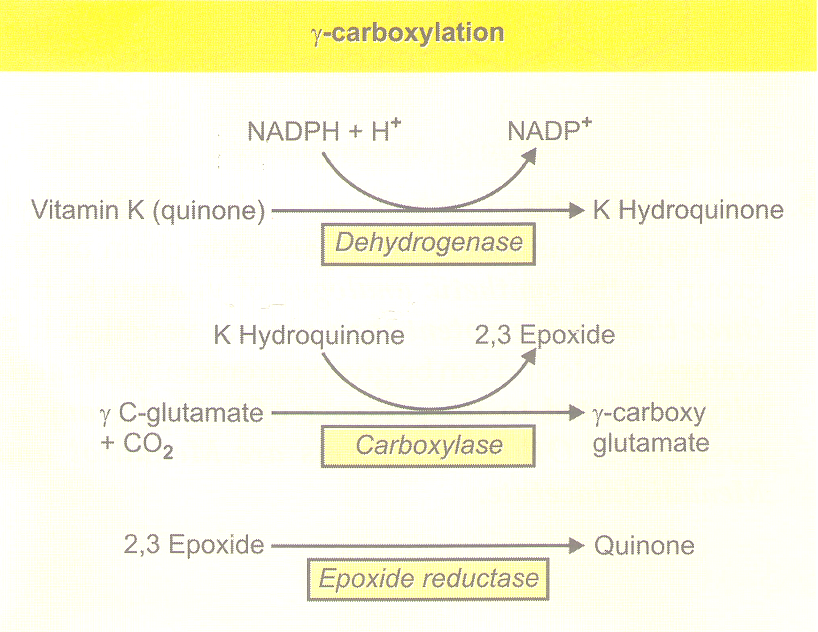 γ-carboxylation
NADPH + H⁺ NADP⁺
Vitamin K (quinone) K Hydroquinone
Dehydrogenase
K Hydroquinone 2,3 Epoxide
γ C-glutamate γ-carboxy
+ CO₂ glutamate
Carboxylase
2,3 Epoxide Quinone
Epoxide reductase